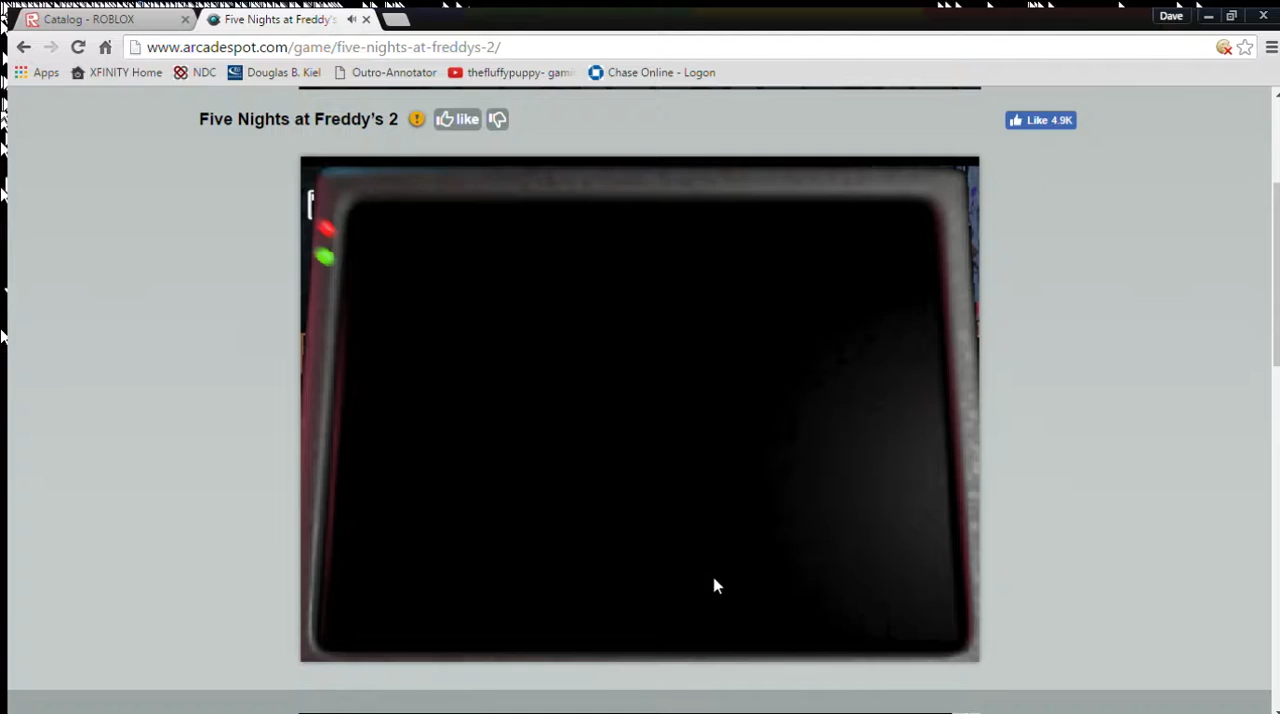 Catalog - ROBLOX
Five Nights at Freddy's
Dave
www.arcadespot.com/game/five-nights-at-freddys-2/
Apps
XFINITY Home
NDC
Douglas B. Kiel
Outro-Annotator
thefluffypuppy- gami
Chase Online - Logon
Five Nights at Freddy's 2
like
Like 4.9K